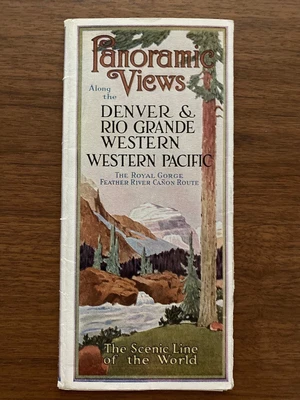 Panoramic
Views
Along
the
DENVER &
RIO GRANDE
WESTERN
WESTERN PACIFIC
THE ROYAL GORGE
FEATHER RIVER CAÑON ROUTE
The Scenic Line
of the World